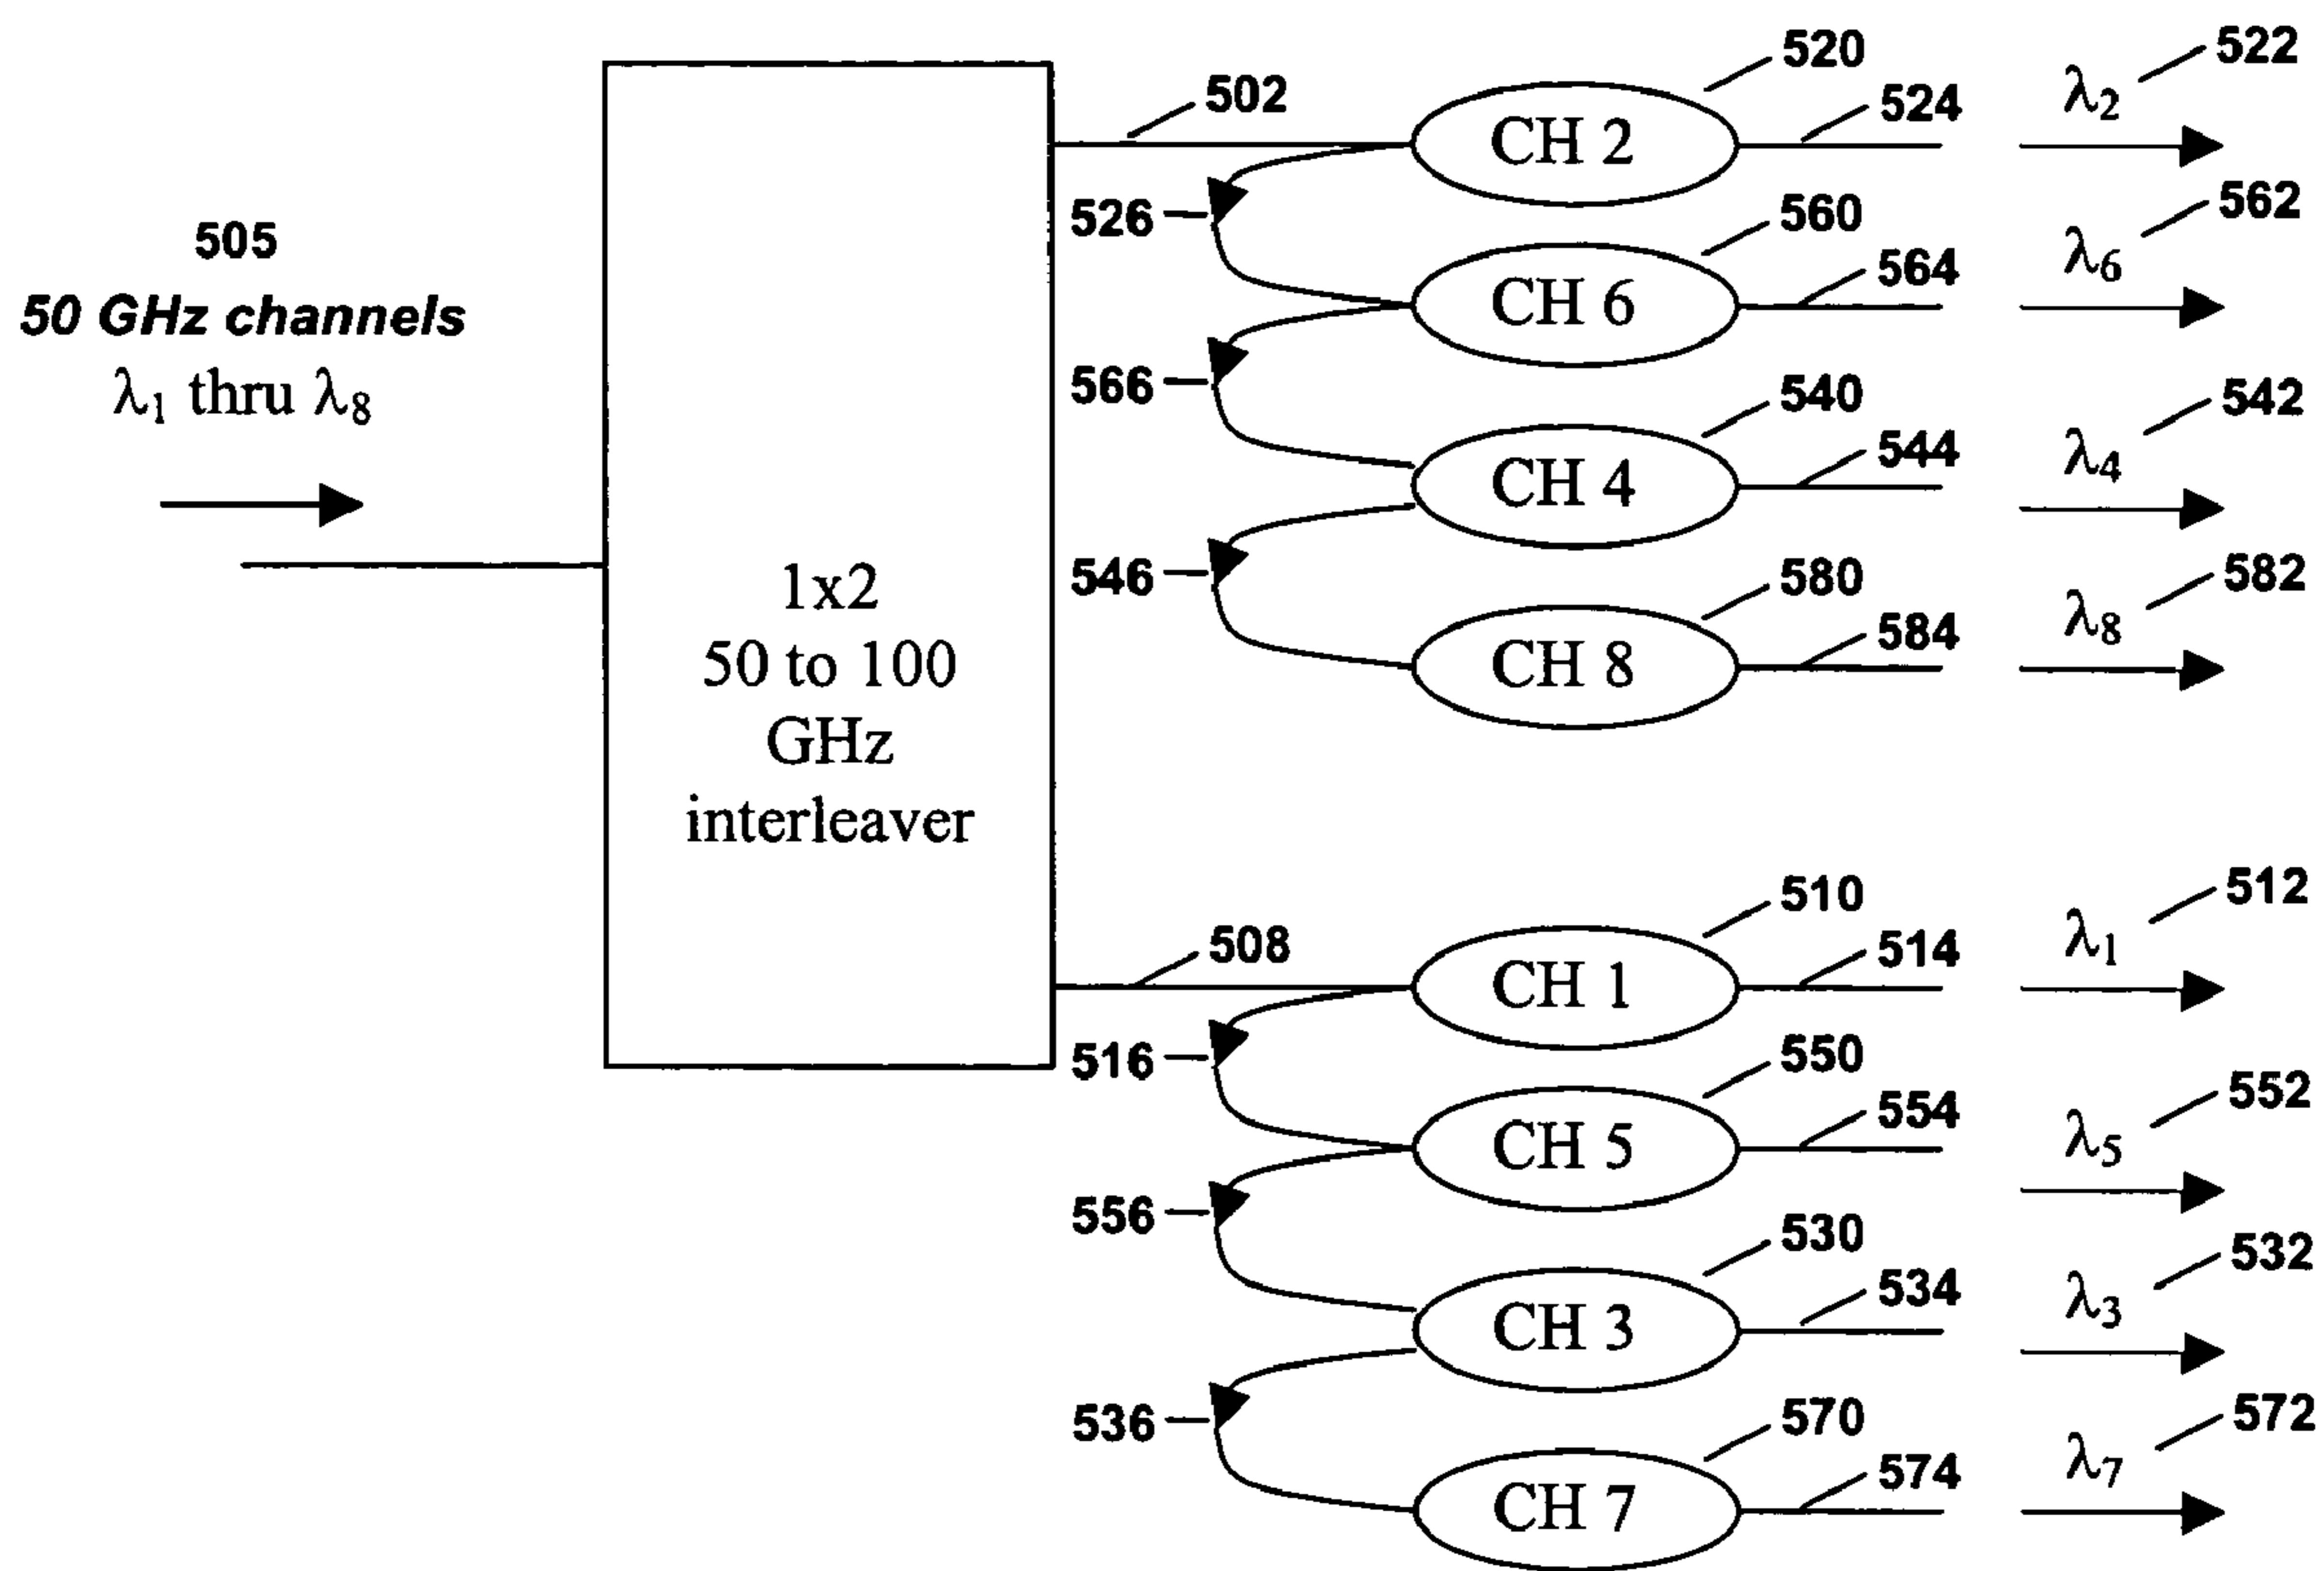 505
50 GHz channels
λ₁ thru λ₈
1x2
50 to 100
GHz
interleaver
502
CH 2
520
524
λ₂
522
526
CH 6
560
564
λ₆
562
566
CH 4
540
544
λ₄
542
546
CH 8
580
584
λ₈
582
508
CH 1
510
514
λ₁
512
516
CH 5
550
554
λ₅
552
556
CH 3
530
534
λ₃
532
536
CH 7
570
574
λ₇
572